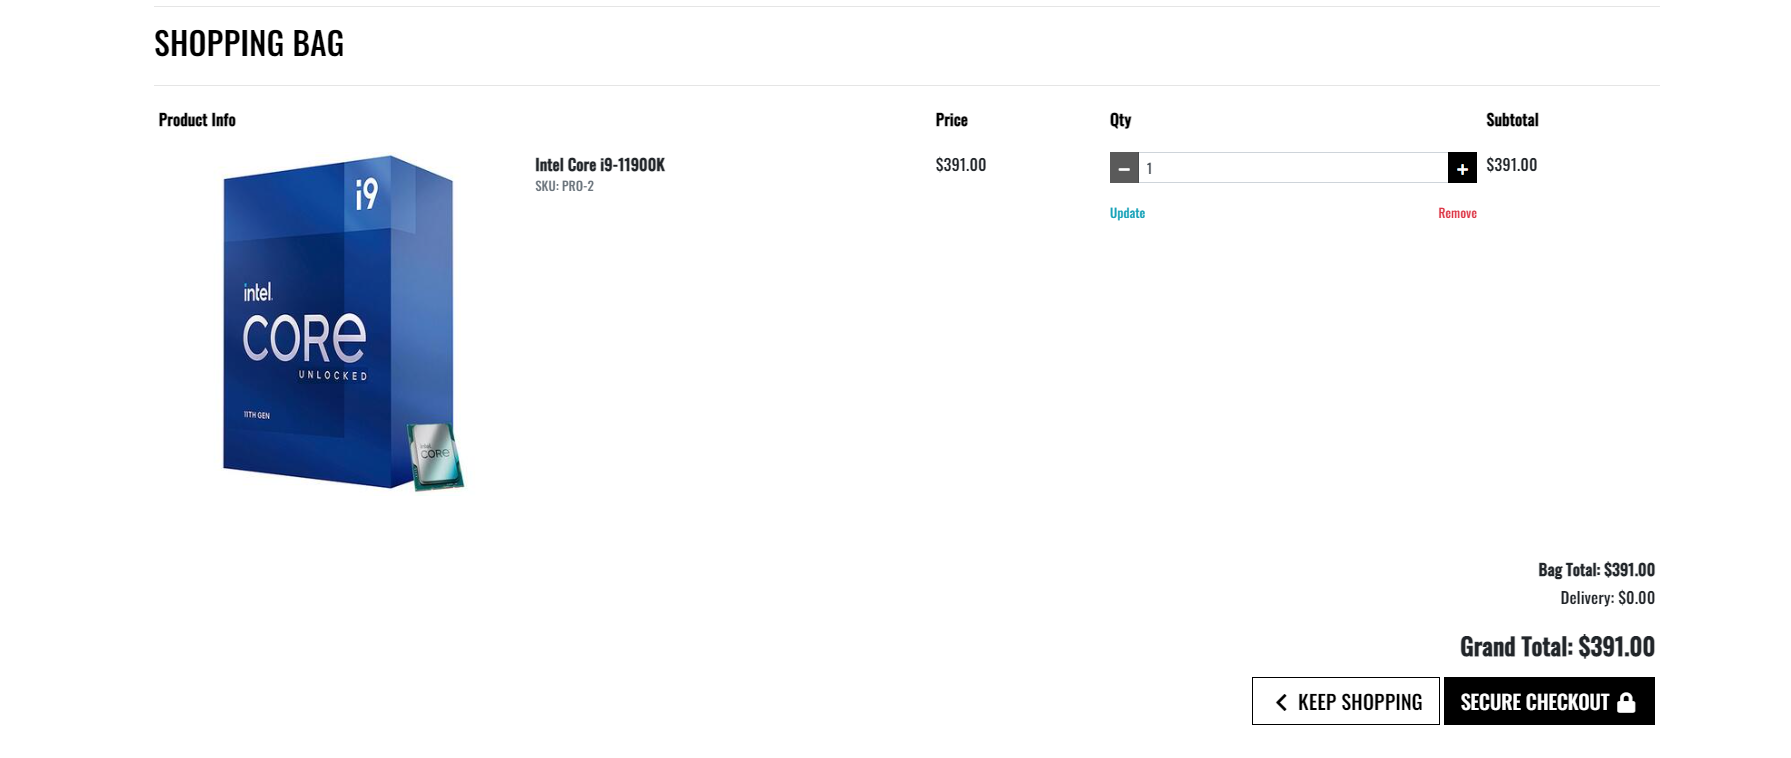 SHOPPING BAG
Product Info Price Qty Subtotal
i9
intel.
CORE
UNLOCKED
11TH GEN
intel.
CORE
Intel Core i9-11900K
SKU: PRO-2
$391.00
1
$391.00
Update Remove
Bag Total: $391.00
Delivery: $0.00
Grand Total: $391.00
KEEP SHOPPING SECURE CHECKOUT